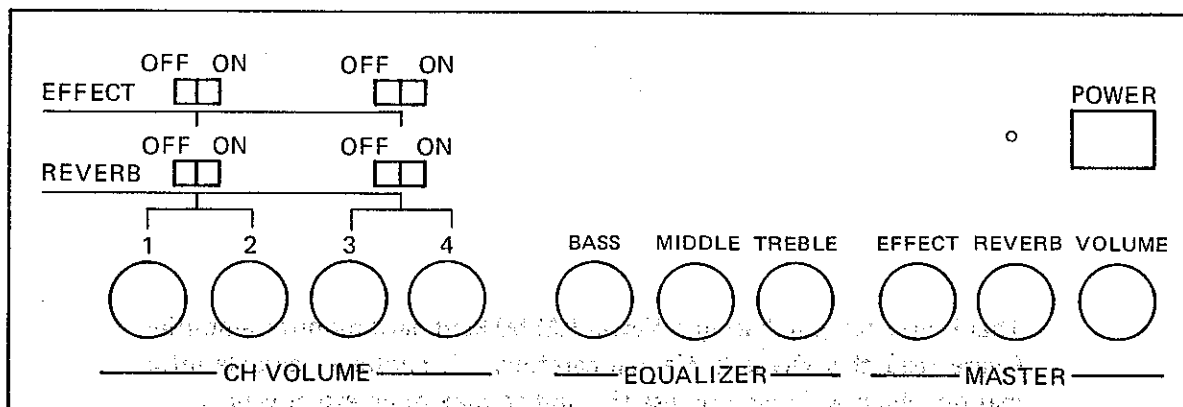 OFF ON OFF ON
EFFECT
POWER
OFF ON OFF ON
REVERB
1 2 3 4 BASS MIDDLE TREBLE EFFECT REVERB VOLUME
CH VOLUME EQUALIZER MASTER